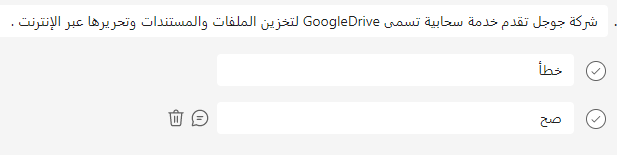 . شركة جوجل تقدم خدمة سحابية تسمى GoogleDrive لتخزين الملفات والمستندات وتحريرها عبر الإنترنت .
خطأ
صح